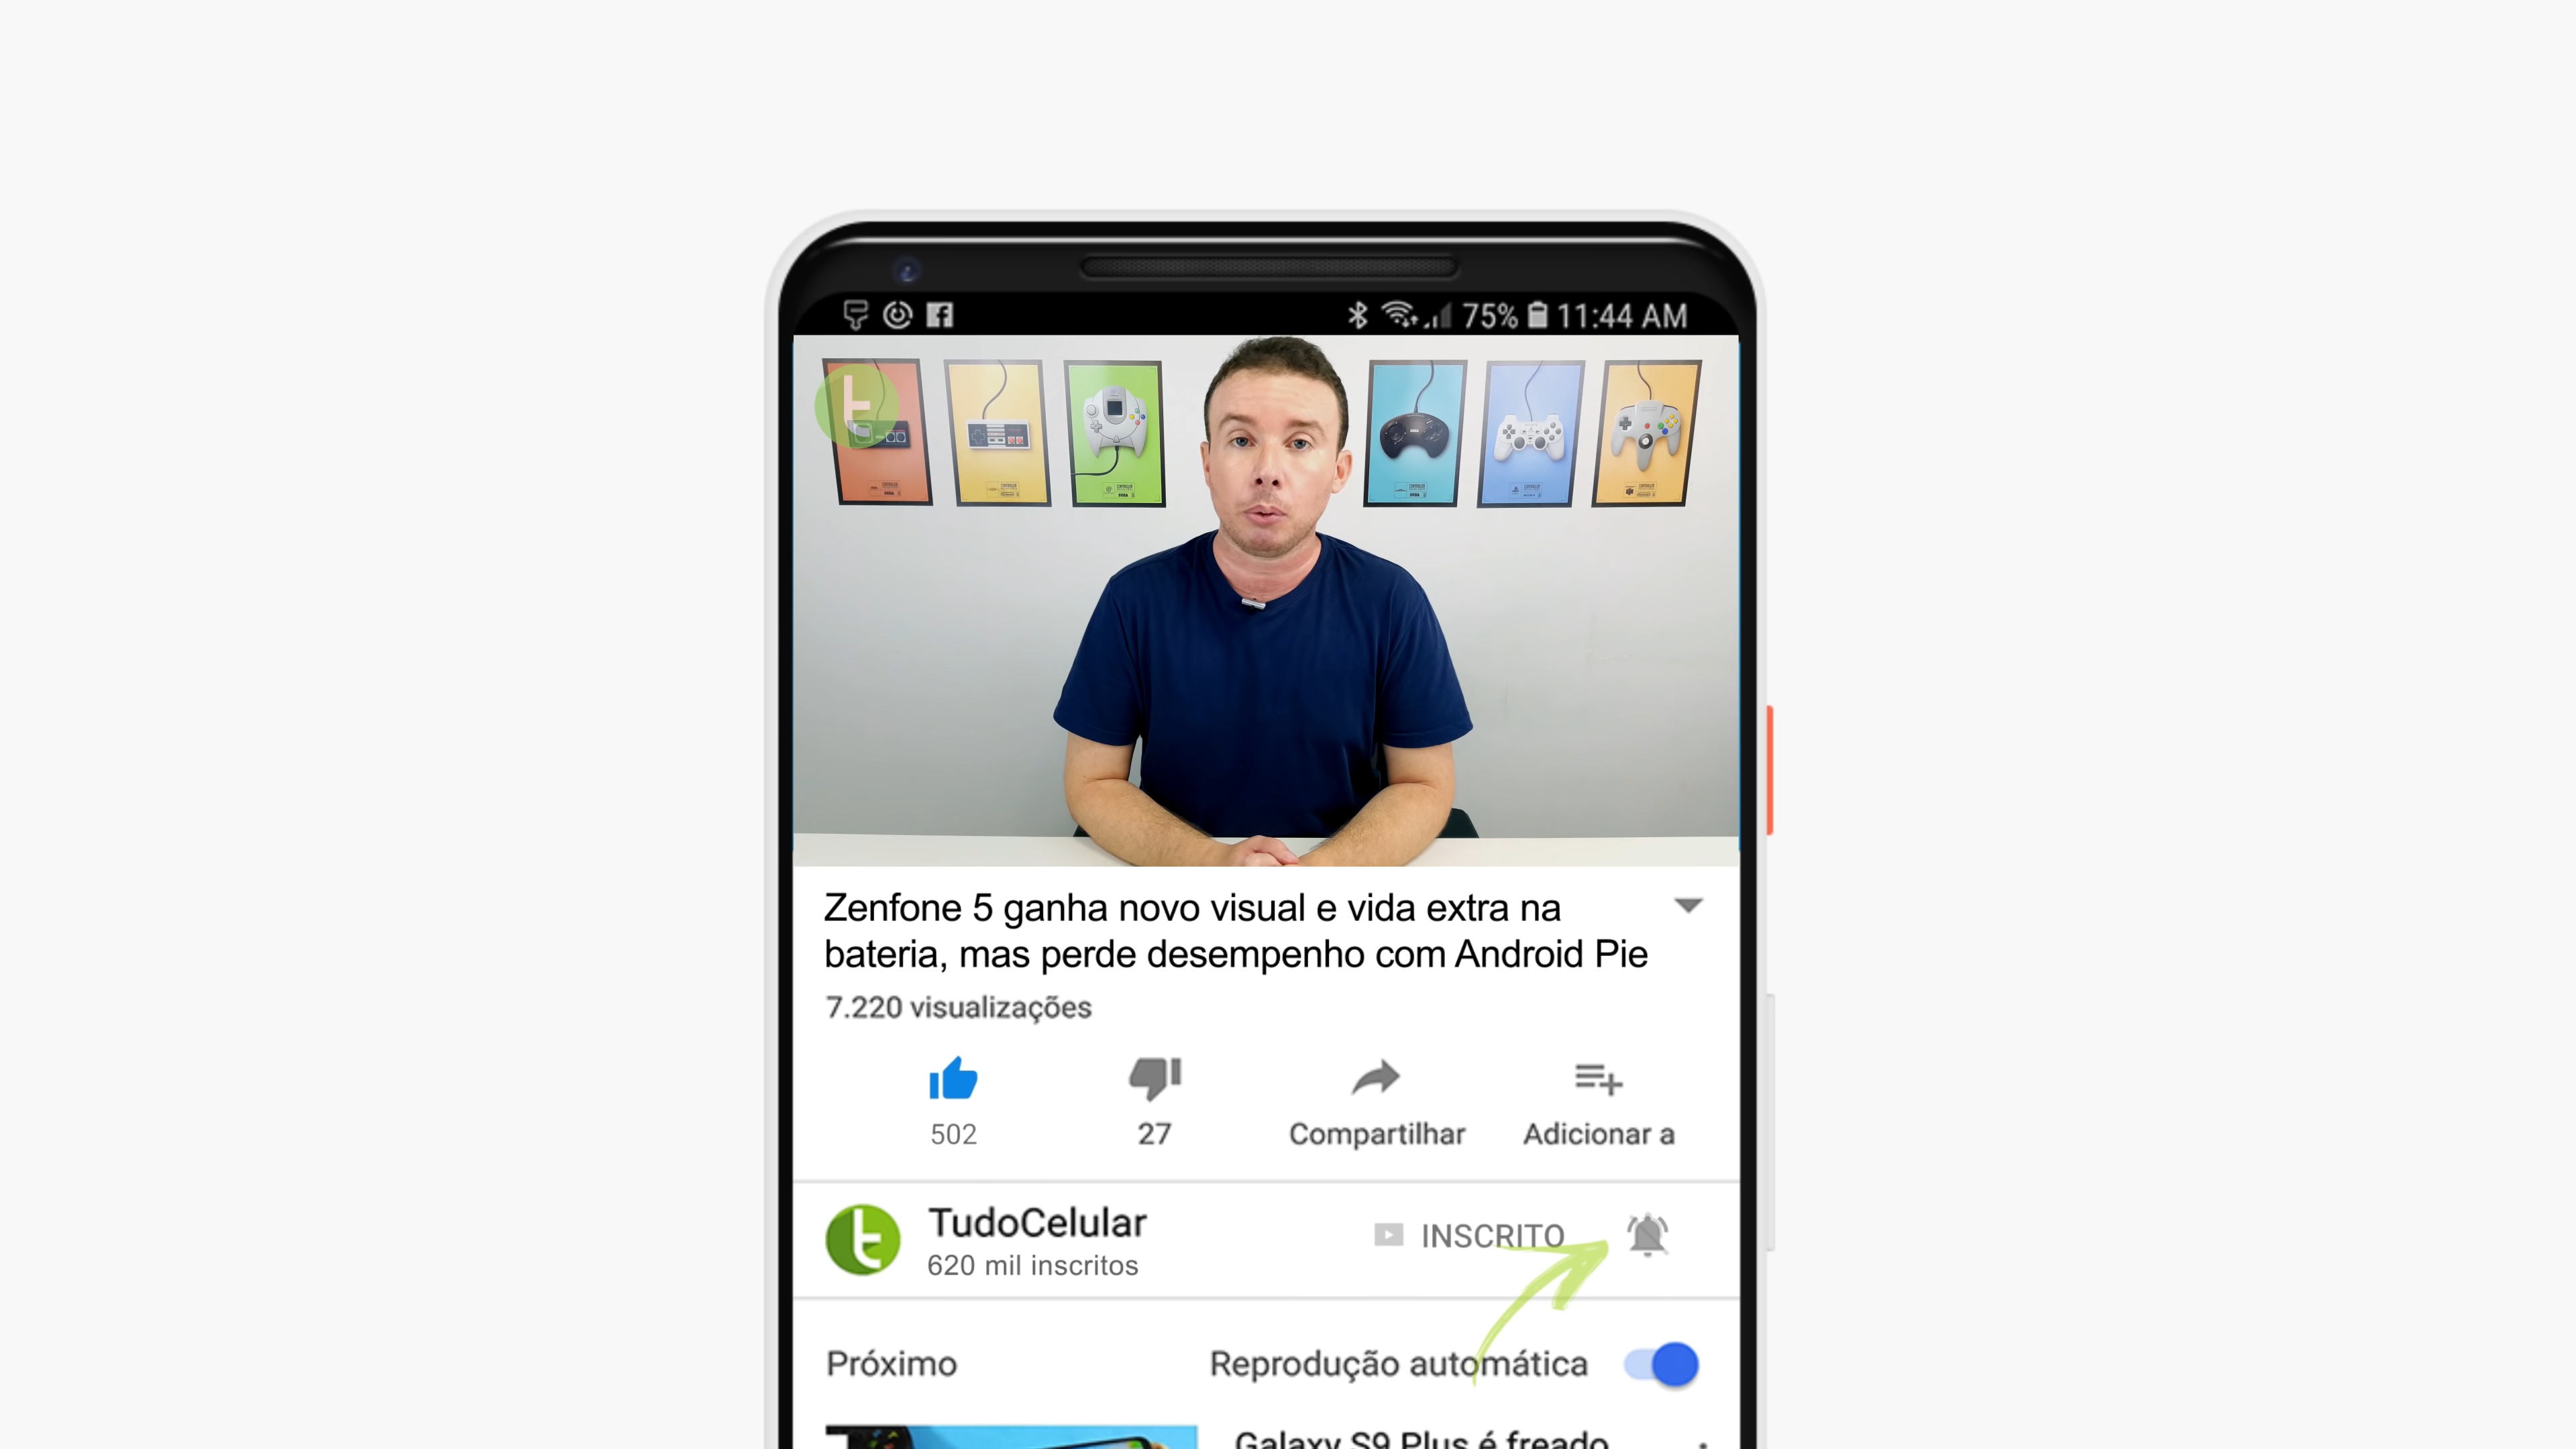 75% 11:44 AM
Zenfone 5 ganha novo visual e vida extra na
bateria, mas perde desempenho com Android Pie
7.220 visualizações
502
27
Compartilhar
Adicionar a
TudoCelular
INSCRITO
620 mil inscritos
Próximo
Reprodução automática
Galaxy S9 Plus é freado